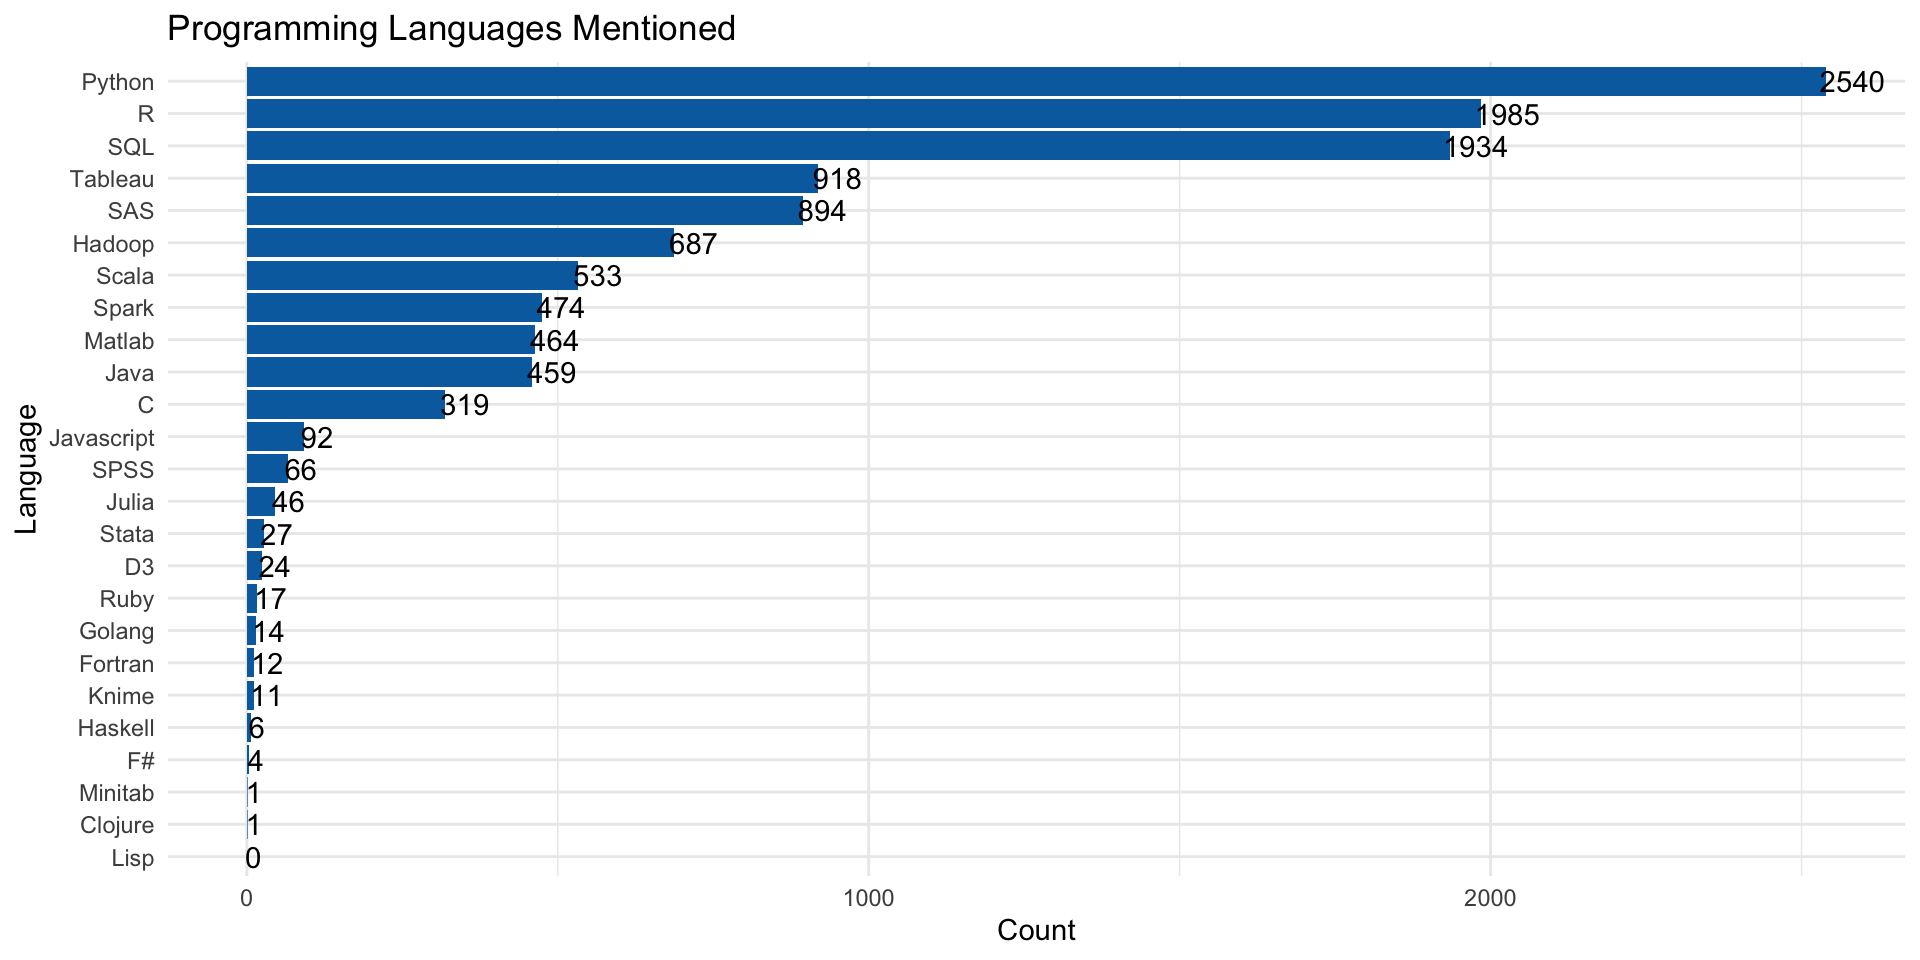 Programming Languages Mentioned
Python 2540
R 1985
SQL 1934
Tableau 918
SAS 894
Hadoop 687
Scala 533
Spark 474
Matlab 464
Java 459
C 319
Javascript 92
SPSS 66
Julia 46
Stata 27
D3 24
Ruby 17
Golang 14
Fortran 12
Knime 11
Haskell 6
F# 4
Minitab 1
Clojure 1
Lisp 0
Language
0 1000 2000
Count